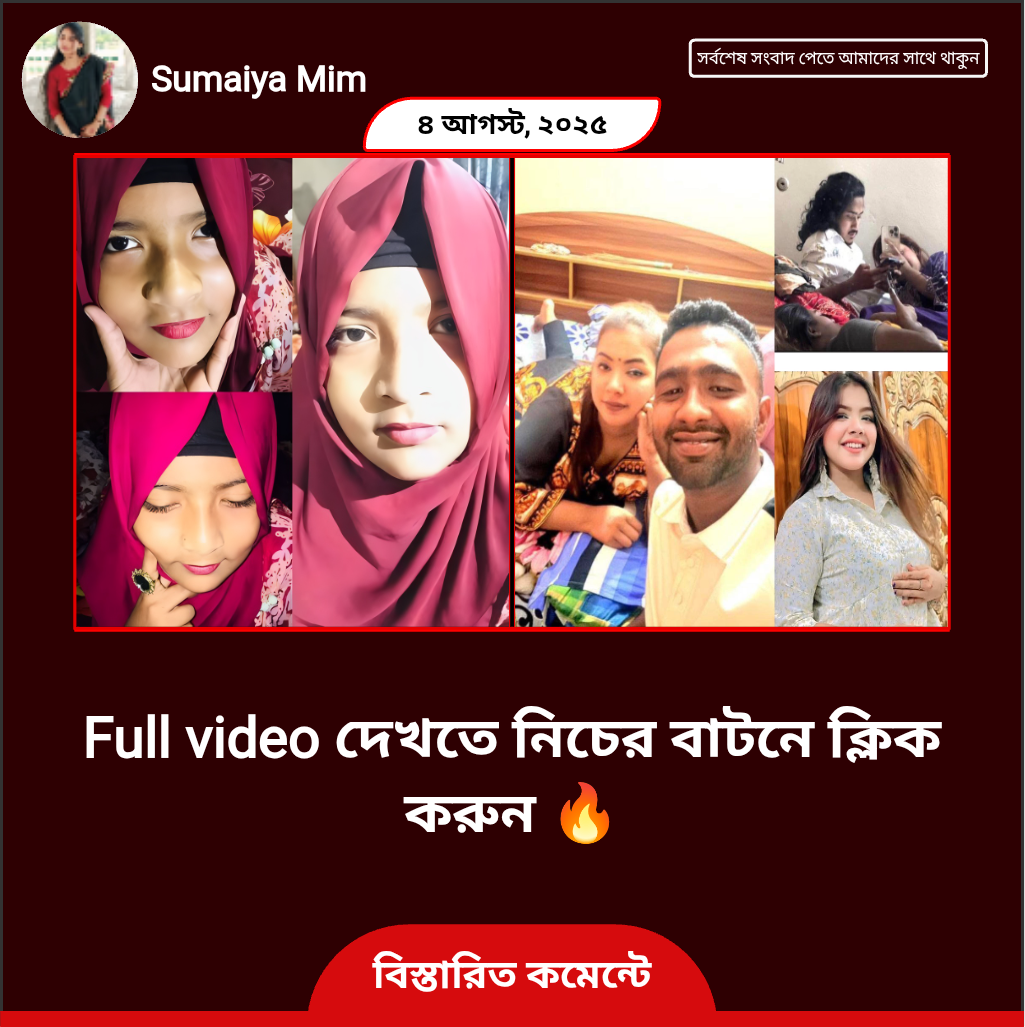 Sumaiya Mim
সর্বশেষ সংবাদ পেতে আমাদের সাথে থাকুন
৪ আগস্ট, ২০২৫
Full video দেখতে নিচের বাটনে ক্লিক
করুন 🔥
বিস্তারিত কমেন্টে